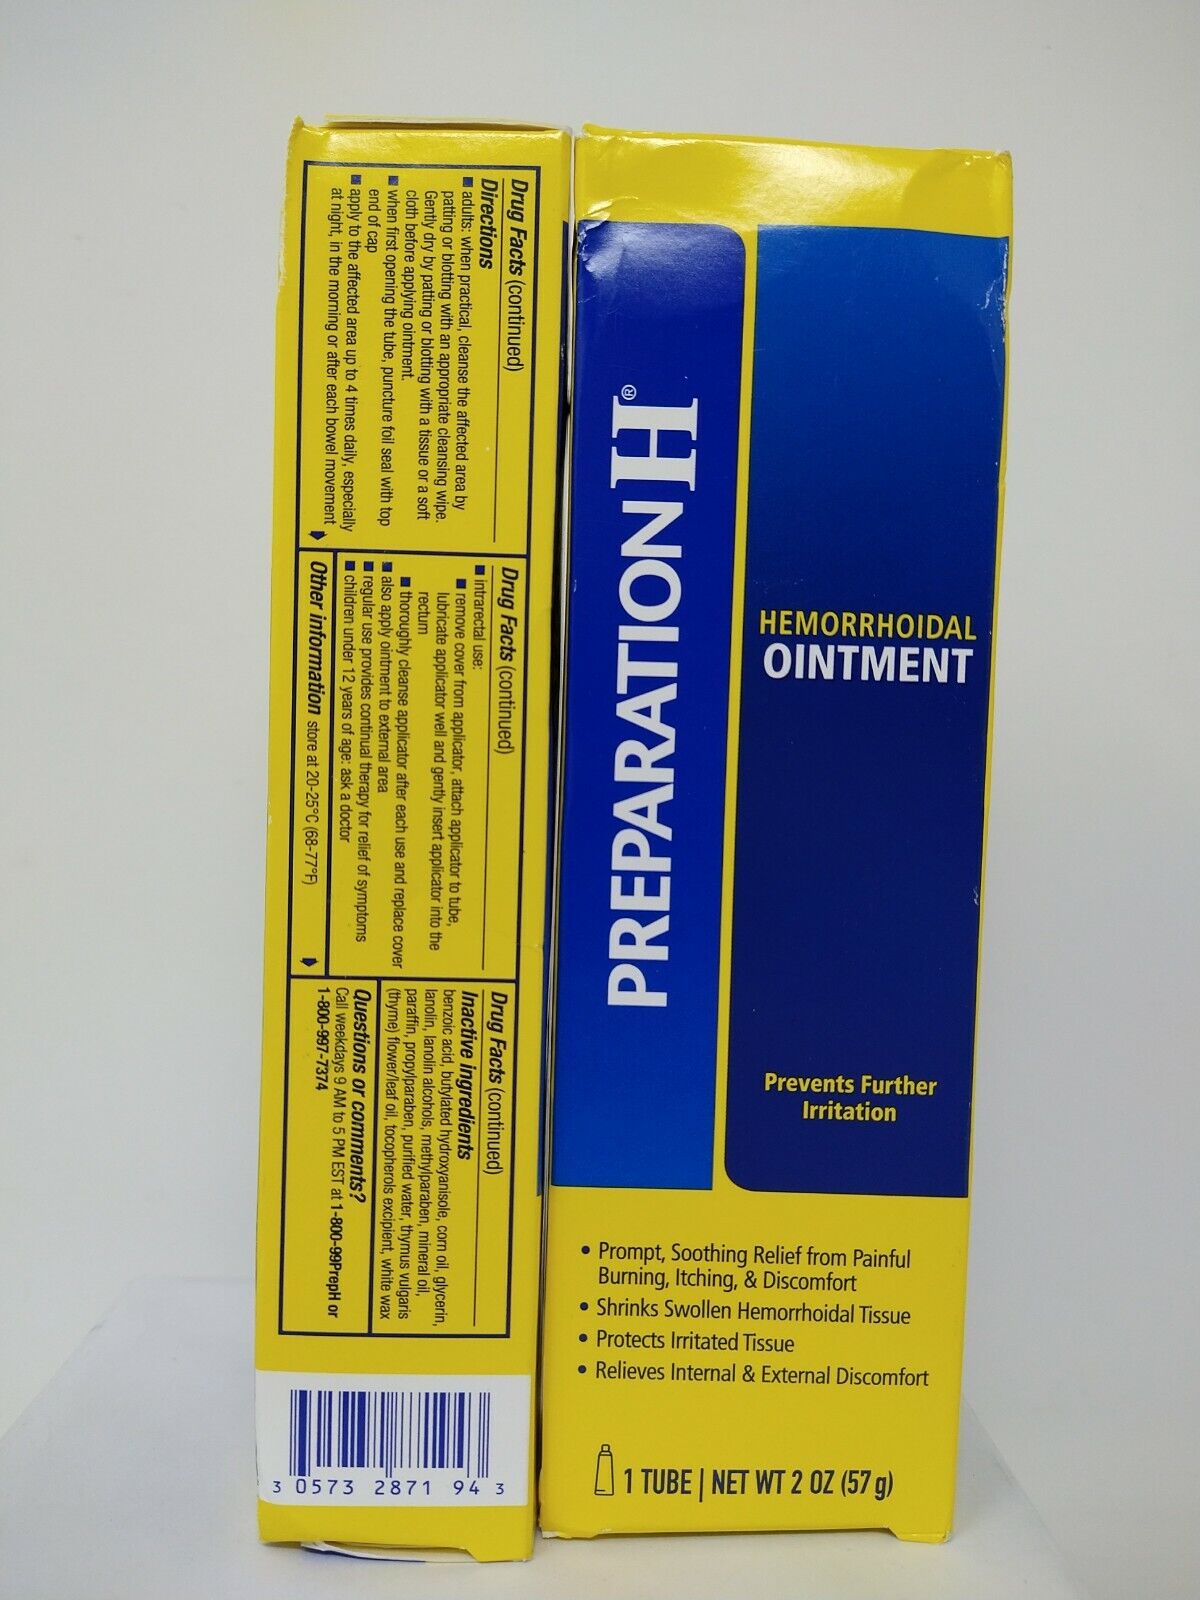 Drug Facts (continued)
Directions
■ adults: when practical, cleanse the affected area by
patting or blotting with an appropriate cleansing wipe.
Gently dry by patting or blotting with a tissue or a soft
cloth before applying ointment.
■ when first opening the tube, puncture foil seal with top
end of cap
■ apply to the affected area up to 4 times daily, especially
at night, in the morning or after each bowel movement
Drug Facts (continued)
■ intrarectal use:
■ remove cover from applicator, attach applicator to tube,
lubricate applicator well and gently insert applicator into the
rectum
■ thoroughly cleanse applicator after each use and replace cover
■ also apply ointment to external area
■ regular use provides continual therapy for relief of symptoms
■ children under 12 years of age: ask a doctor
Other information store at 20-25°C (68-77°F)
Drug Facts (continued)
Inactive ingredients
benzoic acid, butylated hydroxyanisole, corn oil, glycerin,
lanolin, lanolin alcohols, methylparaben, mineral oil,
paraffin, propylparaben, purified water, thymus vulgaris
(thyme) flower/leaf oil, tocopherols excipient, white wax
Questions or comments?
Call weekdays 9 AM to 5 PM EST at 1-800-99PrepH or
1-800-997-7374
3 0573 2871 94 3
PREPARATION H®
HEMORRHOIDAL
OINTMENT
Prevents Further
Irritation
• Prompt, Soothing Relief from Painful
Burning, Itching, & Discomfort
• Shrinks Swollen Hemorrhoidal Tissue
• Protects Irritated Tissue
• Relieves Internal & External Discomfort
1 TUBE | NET WT 2 OZ (57 g)